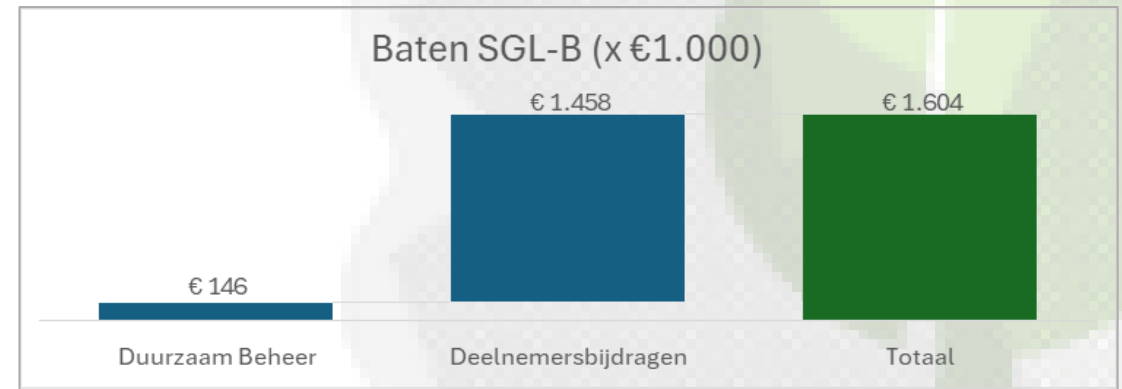 Baten SGL-B (x €1.000)
€ 1.458
€ 1.604
€ 146
Duurzaam Beheer
Deelnemersbijdragen
Totaal